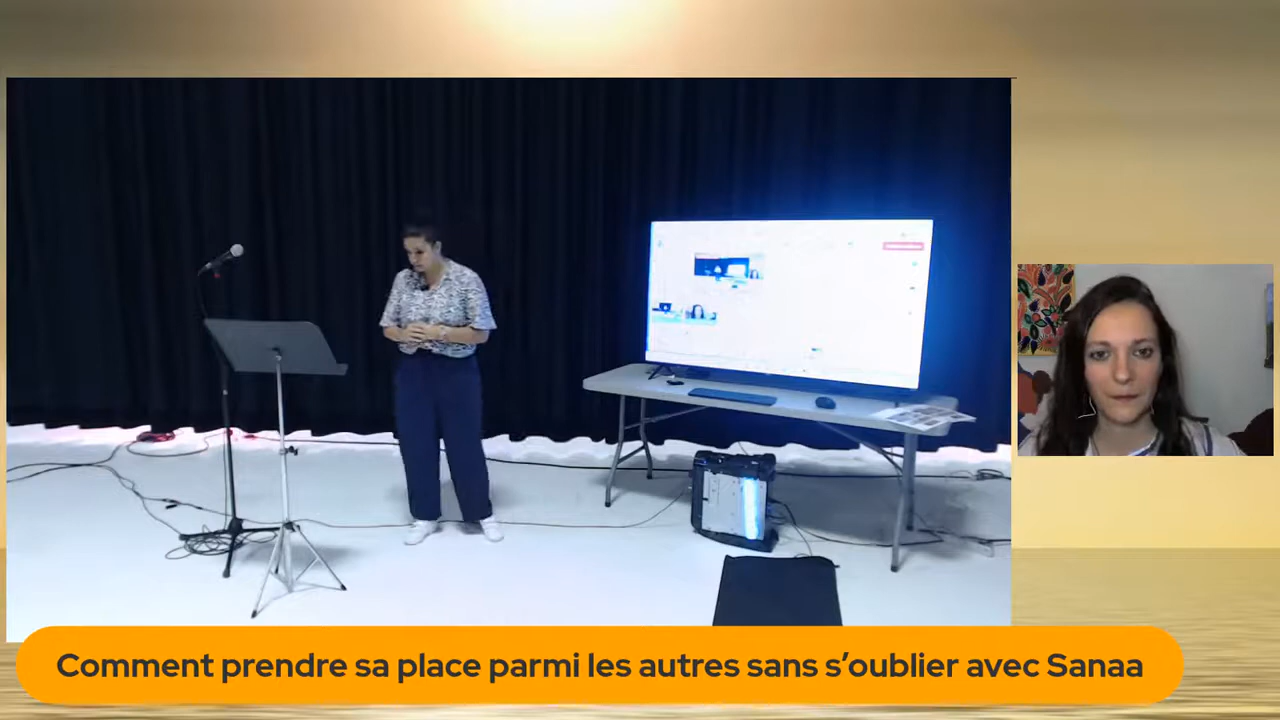 Comment prendre sa place parmi les autres sans s’oublier avec Sanaa